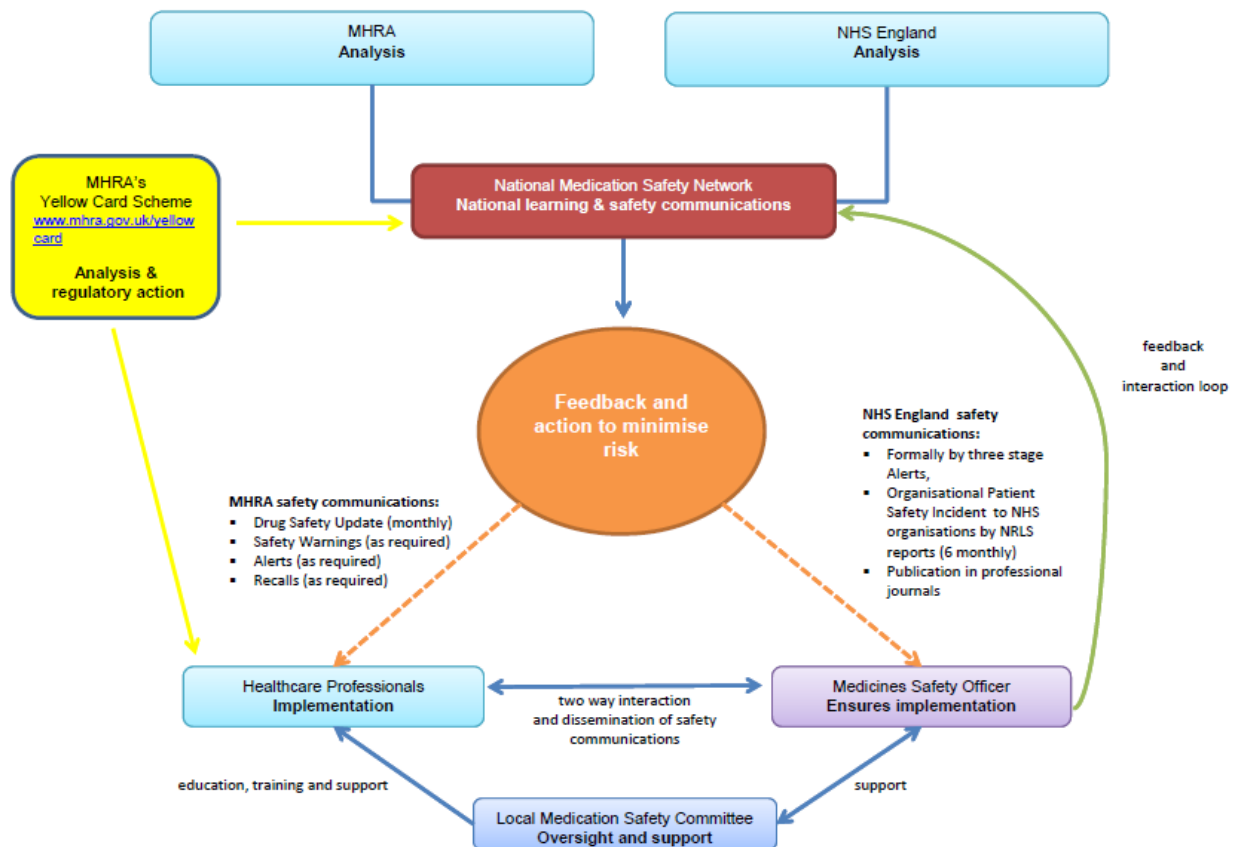 MHRA
Analysis
NHS England
Analysis
MHRA's
Yellow Card Scheme
www.mhra.gov.uk/yellow
card
Analysis &
regulatory action
National Medication Safety Network
National learning & safety communications
feedback
and
interaction loop
Feedback and
action to minimise
risk
NHS England safety
communications:
▪ Formally by three stage
Alerts,
▪ Organisational Patient
Safety Incident to NHS
organisations by NRLS
reports (6 monthly)
▪ Publication in professional
journals
MHRA safety communications:
▪ Drug Safety Update (monthly)
▪ Safety Warnings (as required)
▪ Alerts (as required)
▪ Recalls (as required)
Healthcare Professionals
Implementation
two way interaction
and dissemination of safety
communications
Medicines Safety Officer
Ensures implementation
education, training and support
support
Local Medication Safety Committee
Oversight and support